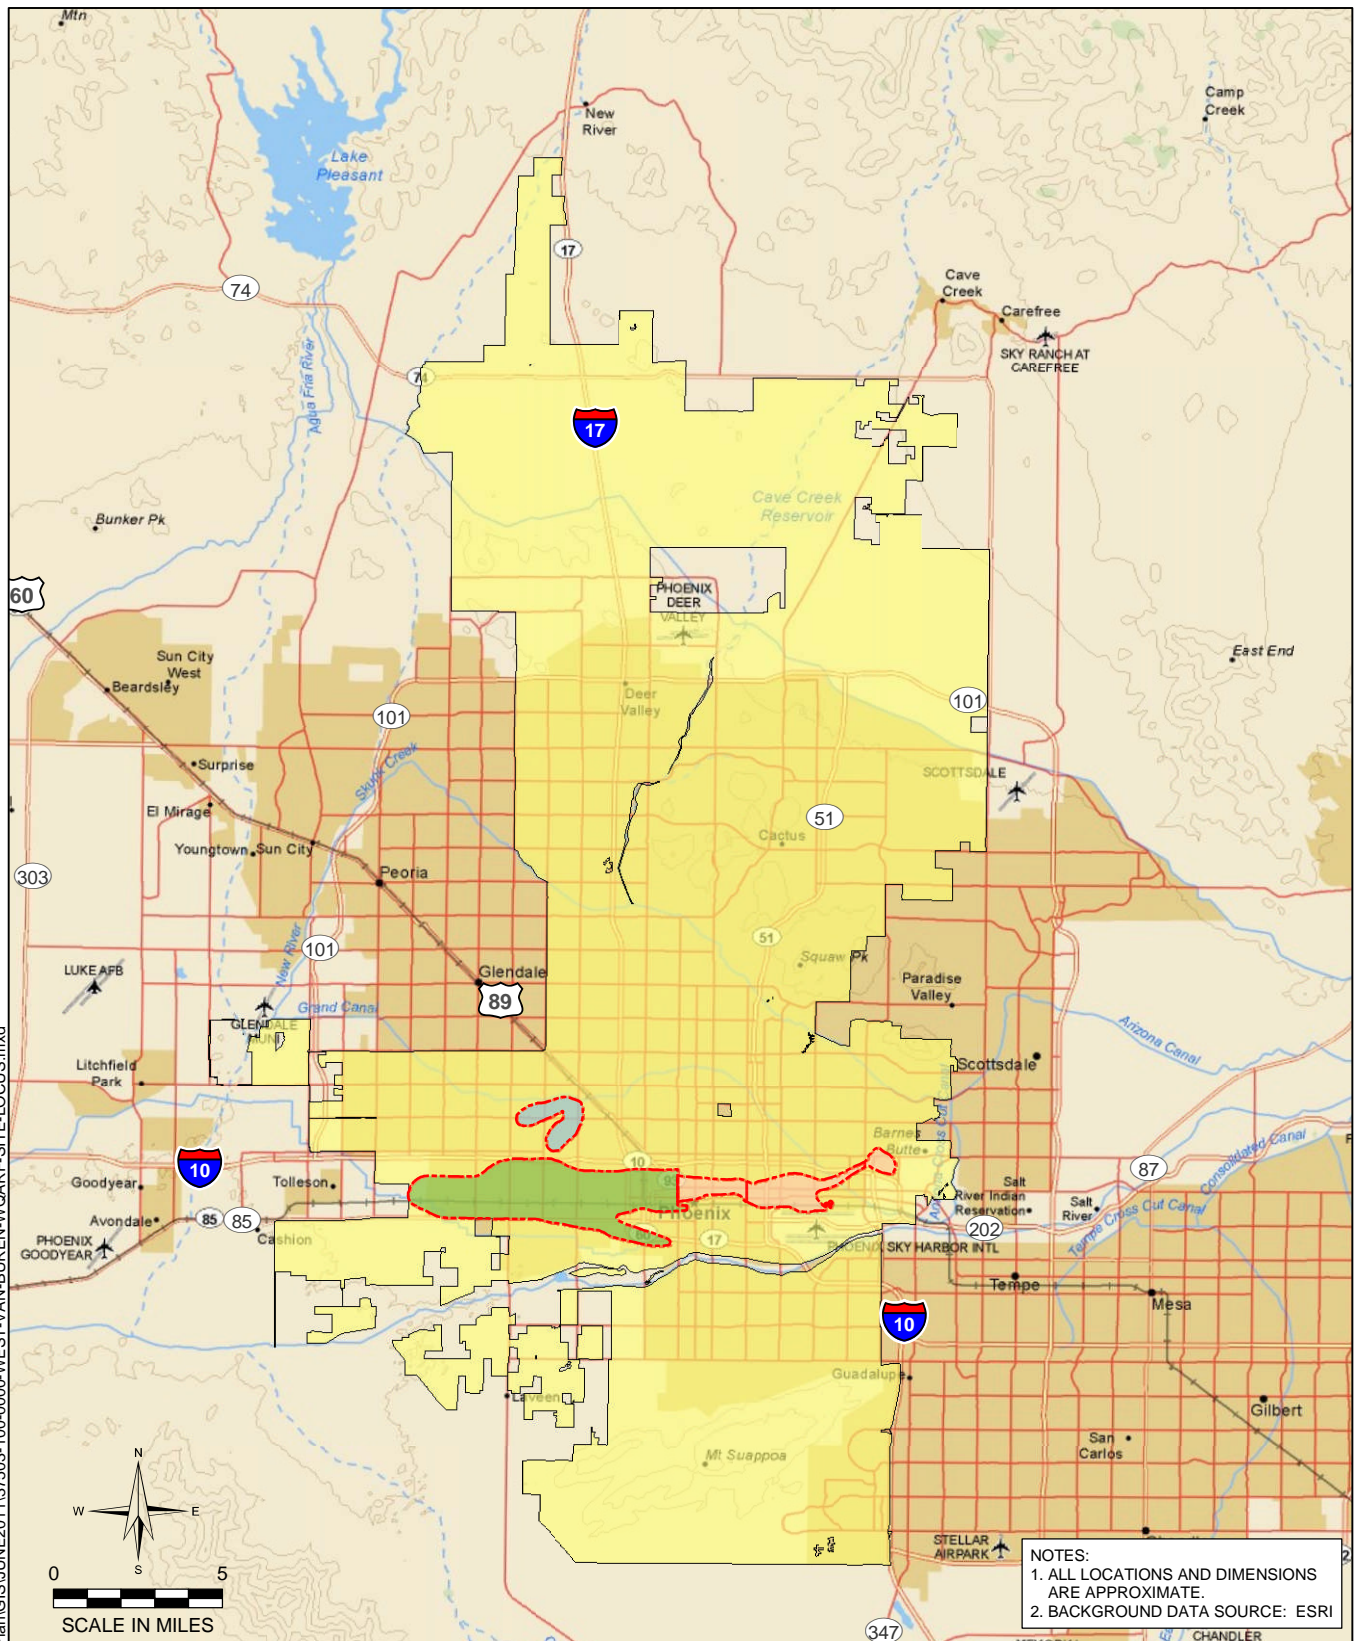 Mtn
New
River
Camp
Creek
Lake
Pleasant
17
74
Cave
Creek
Carefree
SKY RANCH AT
CAREFREE
Agua Fria River
74
17
Cave Creek
Reservoir
Bunker Pk
60
PHOENIX
DEER
VALLEY
East End
Sun City
West
Beardsley
Deer
Valley
101
101
Skunk Creek
Surprise
SCOTTSDALE
El Mirage
51
Cactus
Youngtown
Sun City
303
Peoria
51
101
New River
Squaw Pk
LUKE AFB
Glendale
Paradise
Valley
89
Grand Canal
GLENDALE
MUNI
Arizona Canal
Litchfield
Park
Scottsdale
Barnes
Butte
Consolidated Canal
10
10
87
Goodyear
Tolleson
93
Salt
River Indian
Reservation
Salt
River
Tempe Cross Cut Canal
Avondale
85
85
Phoenix
202
Cashion
60
17
PHOENIX
GOODYEAR
PHOENIX SKY HARBOR INTL
Tempe
Mesa
10
Guadalupe
Laveen
Gilbert
San
Carlos
Mt Suappoa
N
W
E
S
STELLAR
AIRPARK
0
5
SCALE IN MILES
NOTES:
1. ALL LOCATIONS AND DIMENSIONS
ARE APPROXIMATE.
2. BACKGROUND DATA SOURCE: ESRI
347
CHANDLER